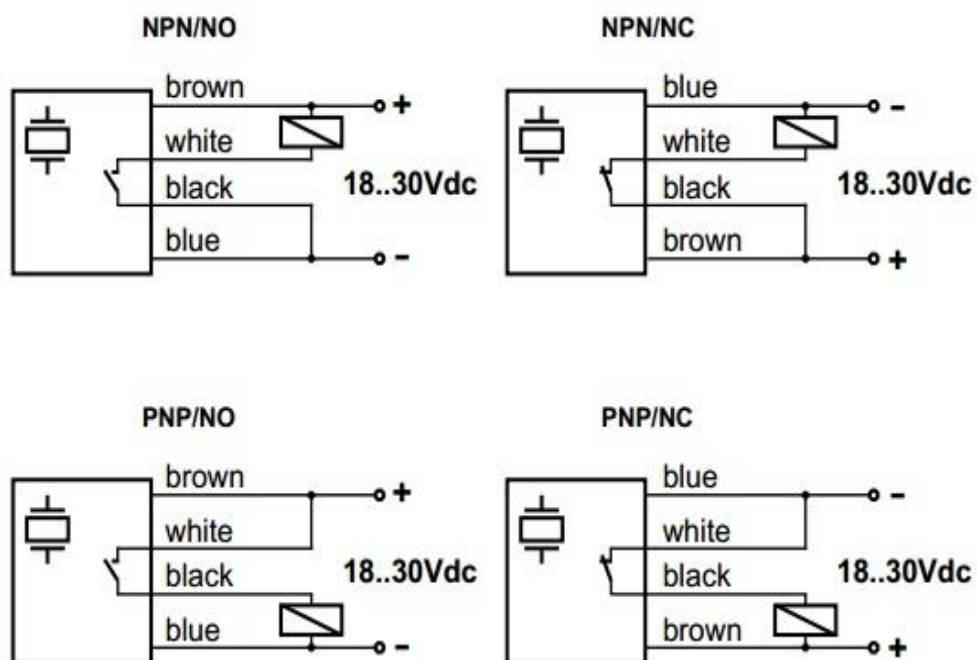 NPN/NO
brown
+
white
18..30Vdc
black
blue
-
NPN/NC
blue
-
white
18..30Vdc
black
brown
+
PNP/NO
brown
+
white
18..30Vdc
black
blue
-
PNP/NC
blue
-
white
18..30Vdc
black
brown
+